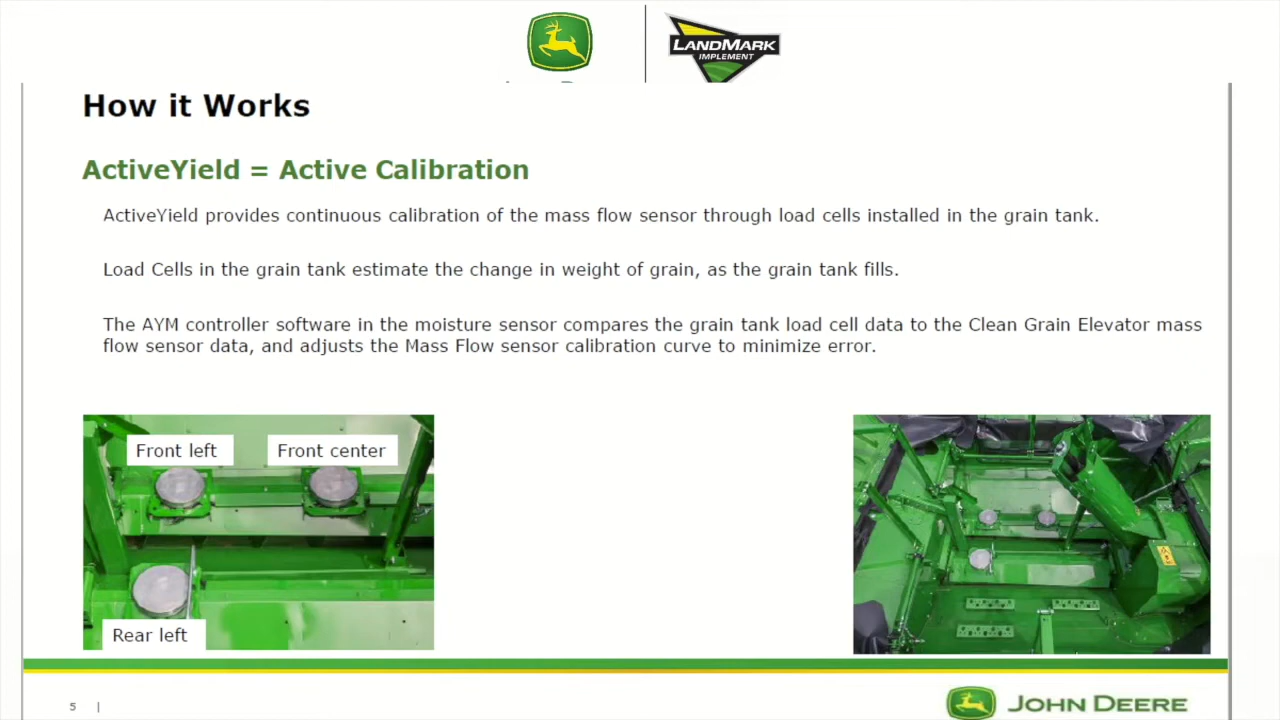 LANDMARK
IMPLEMENT
How it Works
ActiveYield = Active Calibration
ActiveYield provides continuous calibration of the mass flow sensor through load cells installed in the grain tank.
Load Cells in the grain tank estimate the change in weight of grain, as the grain tank fills.
The AYM controller software in the moisture sensor compares the grain tank load cell data to the Clean Grain Elevator mass
flow sensor data, and adjusts the Mass Flow sensor calibration curve to minimize error.
Front left
Front center
Rear left
5 |
JOHN DEERE